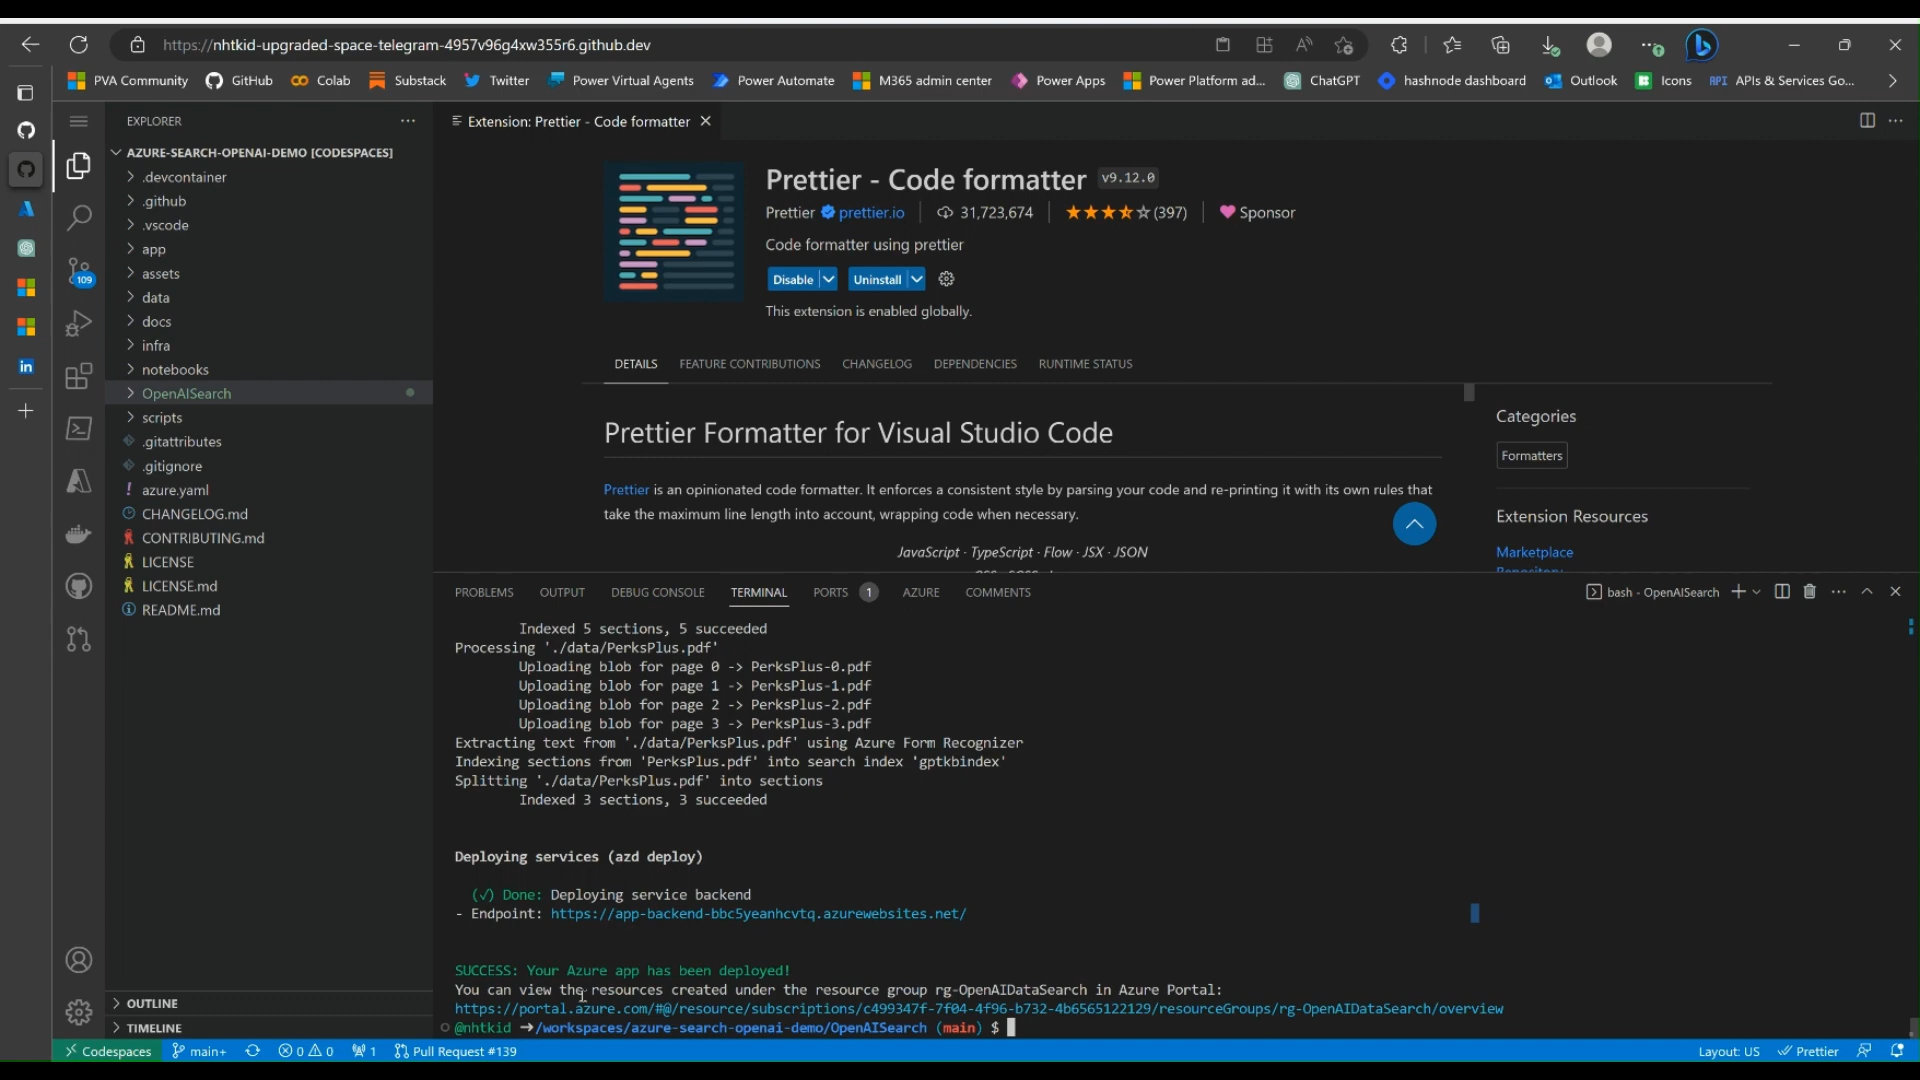 https://nhtkid-upgraded-space-telegram-4957v96g4xw355r6.github.dev
PVA Community GitHub Colab Substack Twitter Power Virtual Agents Power Automate M365 admin center Power Apps Power Platform ad... ChatGPT hashnode dashboard Outlook Icons API APIs & Services Go...
EXPLORER
Extension: Prettier - Code formatter
AZURE-SEARCH-OPENAI-DEMO [CODESPACES]
.devcontainer
.github
.vscode
app
assets
data
docs
infra
notebooks
OpenAISearch
scripts
.gitattributes
.gitignore
azure.yaml
CHANGELOG.md
CONTRIBUTING.md
LICENSE
LICENSE.md
README.md
109
OUTLINE
TIMELINE
Prettier - Code formatter v9.12.0
Prettier prettier.io 31,723,674 (397) Sponsor
Code formatter using prettier
Disable Uninstall
This extension is enabled globally.
DETAILS FEATURE CONTRIBUTIONS CHANGELOG DEPENDENCIES RUNTIME STATUS
Prettier Formatter for Visual Studio Code
Prettier is an opinionated code formatter. It enforces a consistent style by parsing your code and re-printing it with its own rules that
take the maximum line length into account, wrapping code when necessary.
JavaScript · TypeScript · Flow · JSX · JSON
Categories
Formatters
Extension Resources
Marketplace
PROBLEMS OUTPUT DEBUG CONSOLE TERMINAL PORTS 1 AZURE COMMENTS
bash - OpenAISearch
Indexed 5 sections, 5 succeeded
Processing './data/PerksPlus.pdf'
Uploading blob for page 0 -> PerksPlus-0.pdf
Uploading blob for page 1 -> PerksPlus-1.pdf
Uploading blob for page 2 -> PerksPlus-2.pdf
Uploading blob for page 3 -> PerksPlus-3.pdf
Extracting text from './data/PerksPlus.pdf' using Azure Form Recognizer
Indexing sections from 'PerksPlus.pdf' into search index 'gptkbindex'
Splitting './data/PerksPlus.pdf' into sections
Indexed 3 sections, 3 succeeded
Deploying services (azd deploy)
(✓) Done: Deploying service backend
- Endpoint: https://app-backend-bbc5yeanhcvtq.azurewebsites.net/
SUCCESS: Your Azure app has been deployed!
You can view the resources created under the resource group rg-OpenAIDataSearch in Azure Portal:
https://portal.azure.com/#@/resource/subscriptions/c499347f-7f04-4f96-b732-4b6565122129/resourceGroups/rg-OpenAIDataSearch/overview
@nhtkid →/workspaces/azure-search-openai-demo/OpenAISearch (main) $
Codespaces main+ 0 0 1 Pull Request #139
Layout: US Prettier